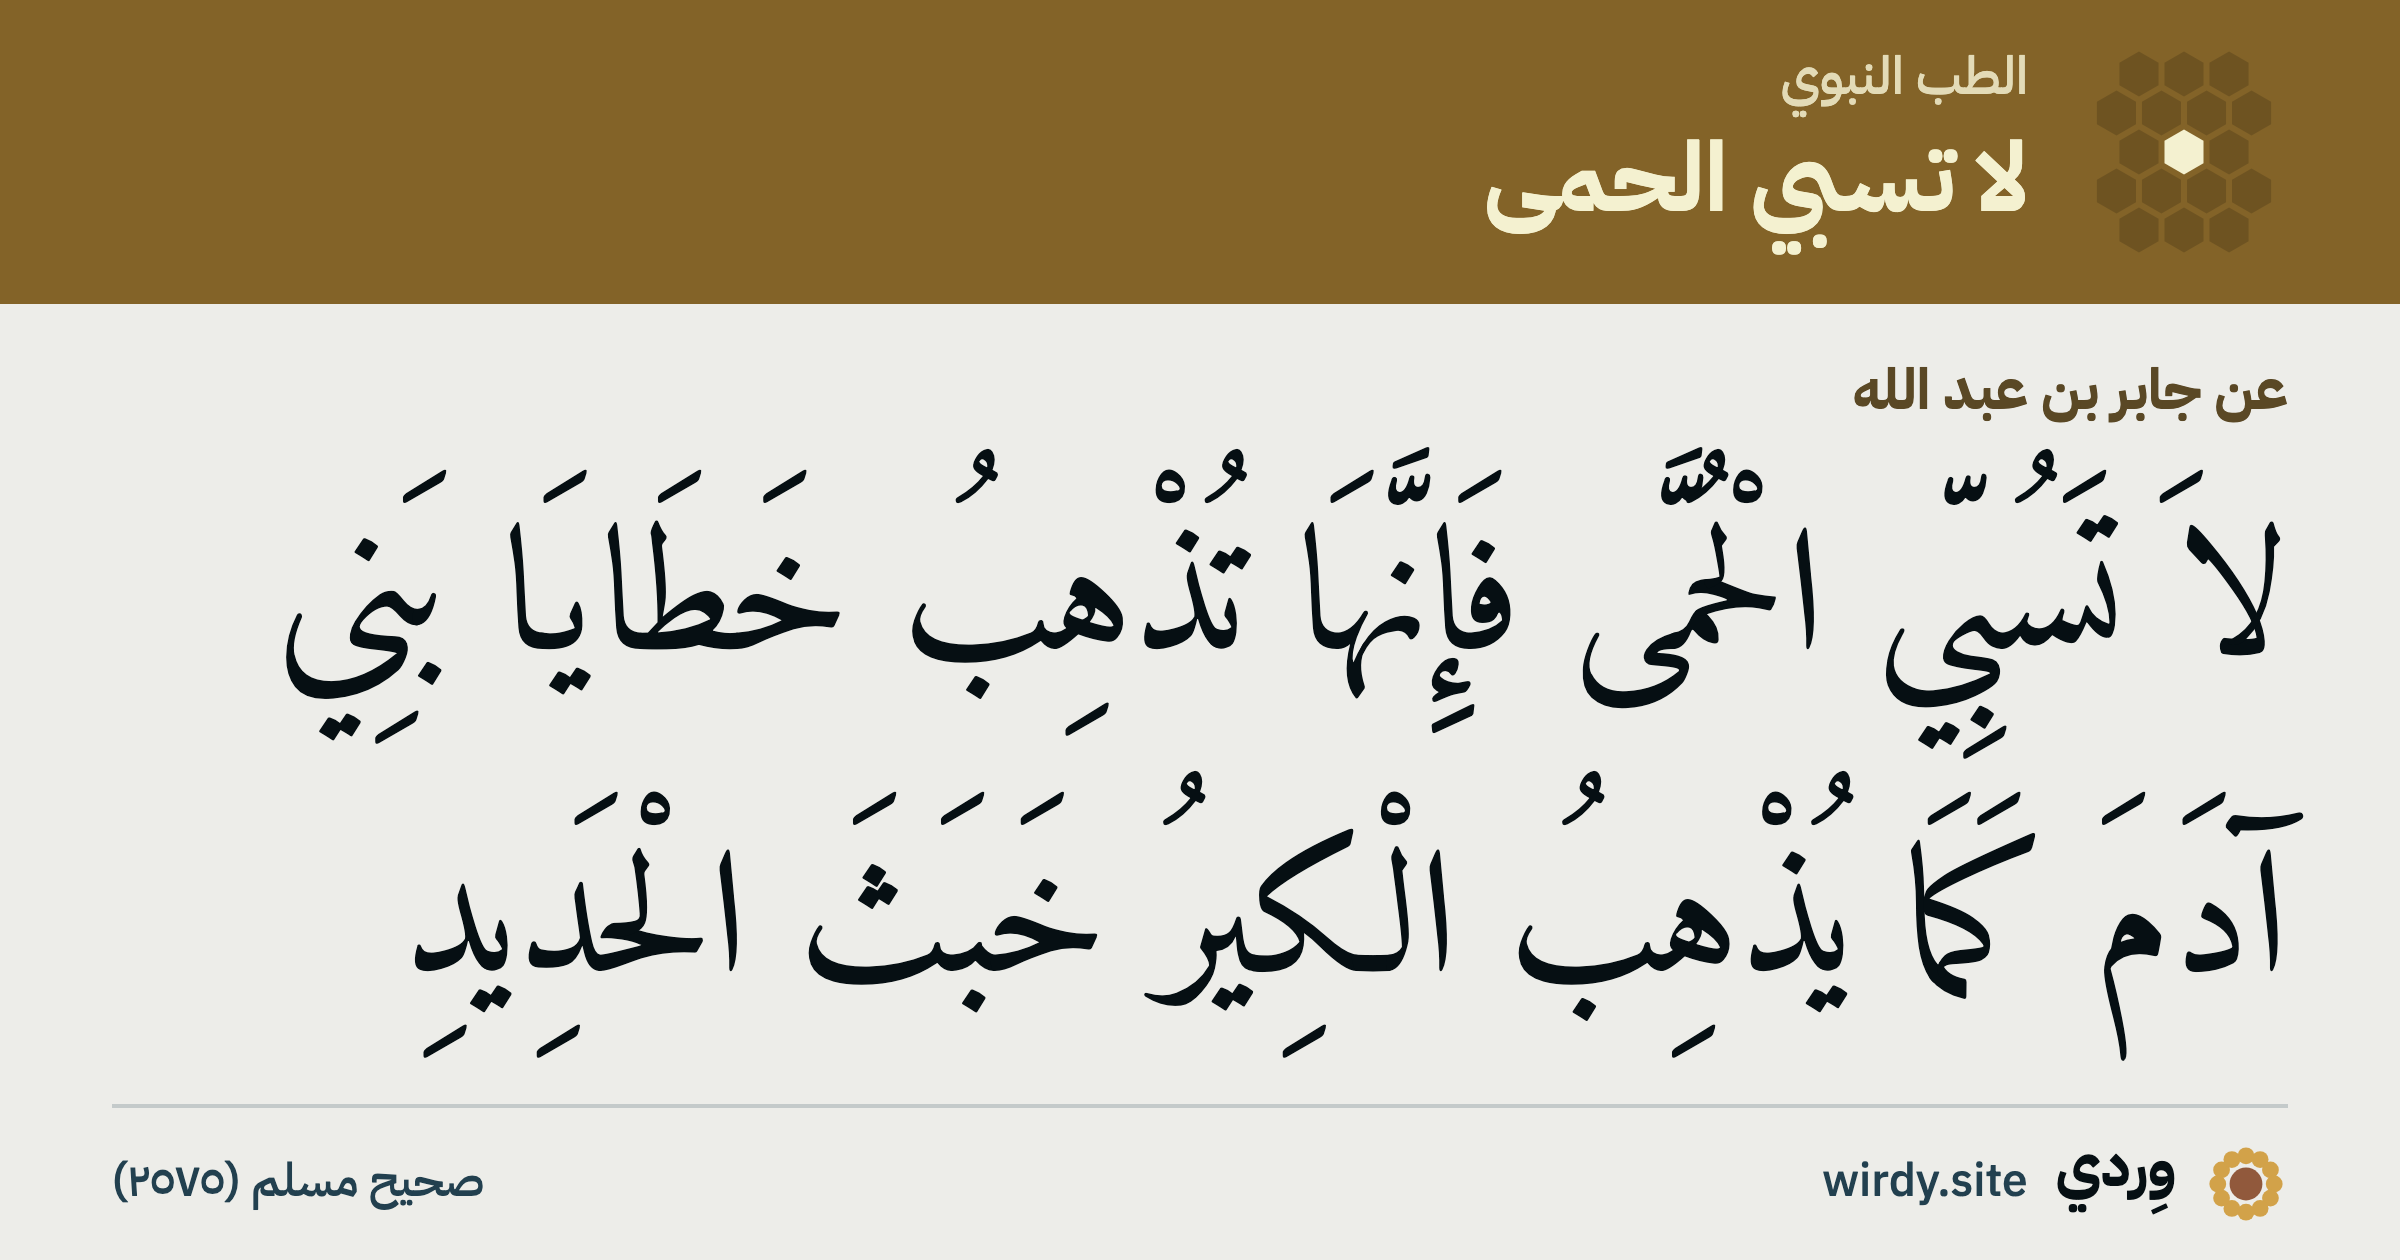 الطب النبوي
لا تسبي الحمى
عن جابر بن عبد الله
لاَ تَسُبِّي الْحُمَّى فَإِنَّهَا تُذْهِبُ خَطَايَا بَنِي
آدَمَ كَمَا يُذْهِبُ الْكِيرُ خَبَثَ الْحَدِيدِ
وِردي wirdy.site
صحيح مسلم (٢٥٧٥)